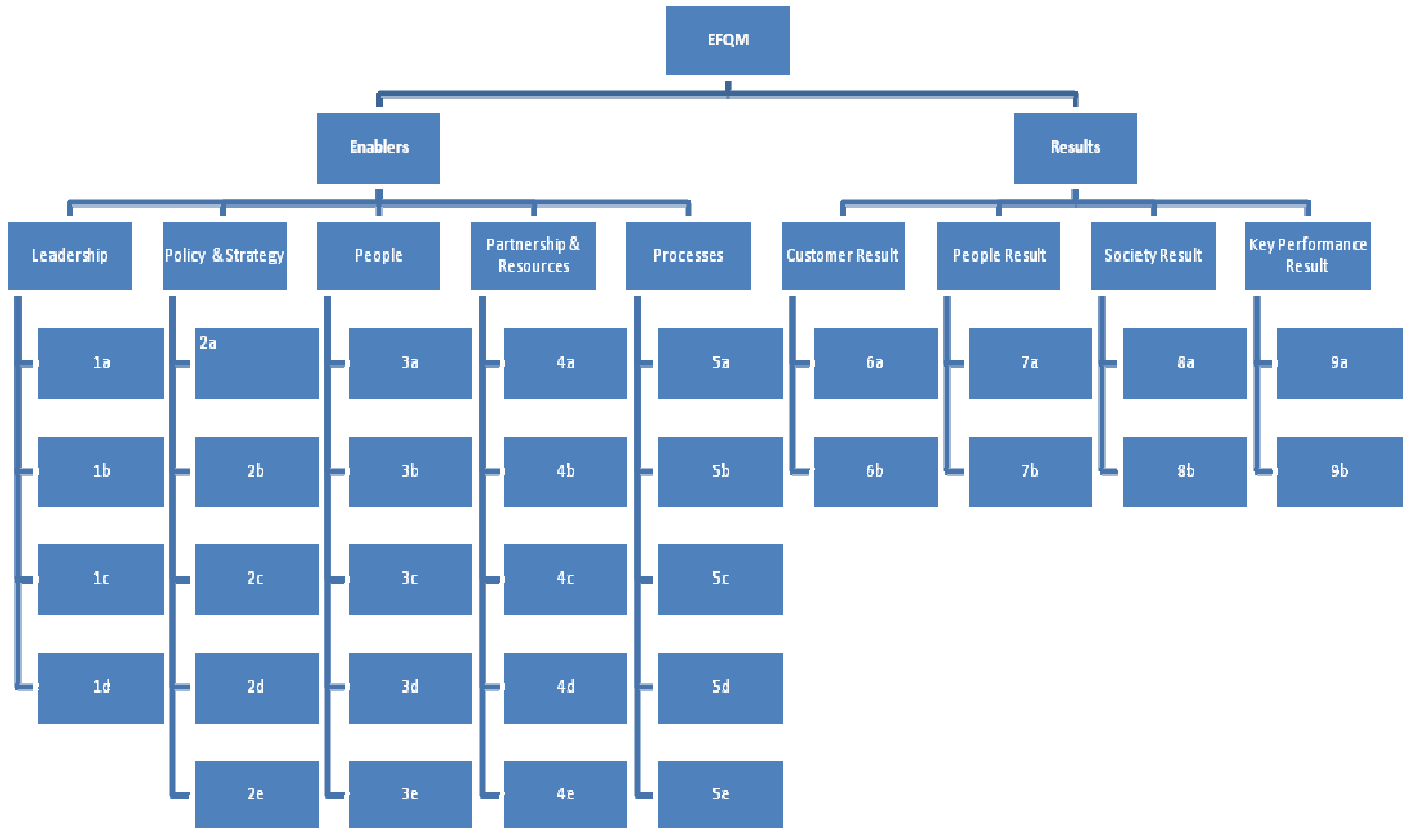 EFQM
Enablers
Results
Leadership
Policy & Strategy
People
Partnership &
Resources
Processes
Customer Result
People Result
Society Result
Key Performance
Result
1a
2a
3a
4a
5a
6a
7a
8a
9a
1b
2b
3b
4b
5b
6b
7b
8b
9b
1c
2c
3c
4c
5c
1d
2d
3d
4d
5d
2e
3e
4e
5e